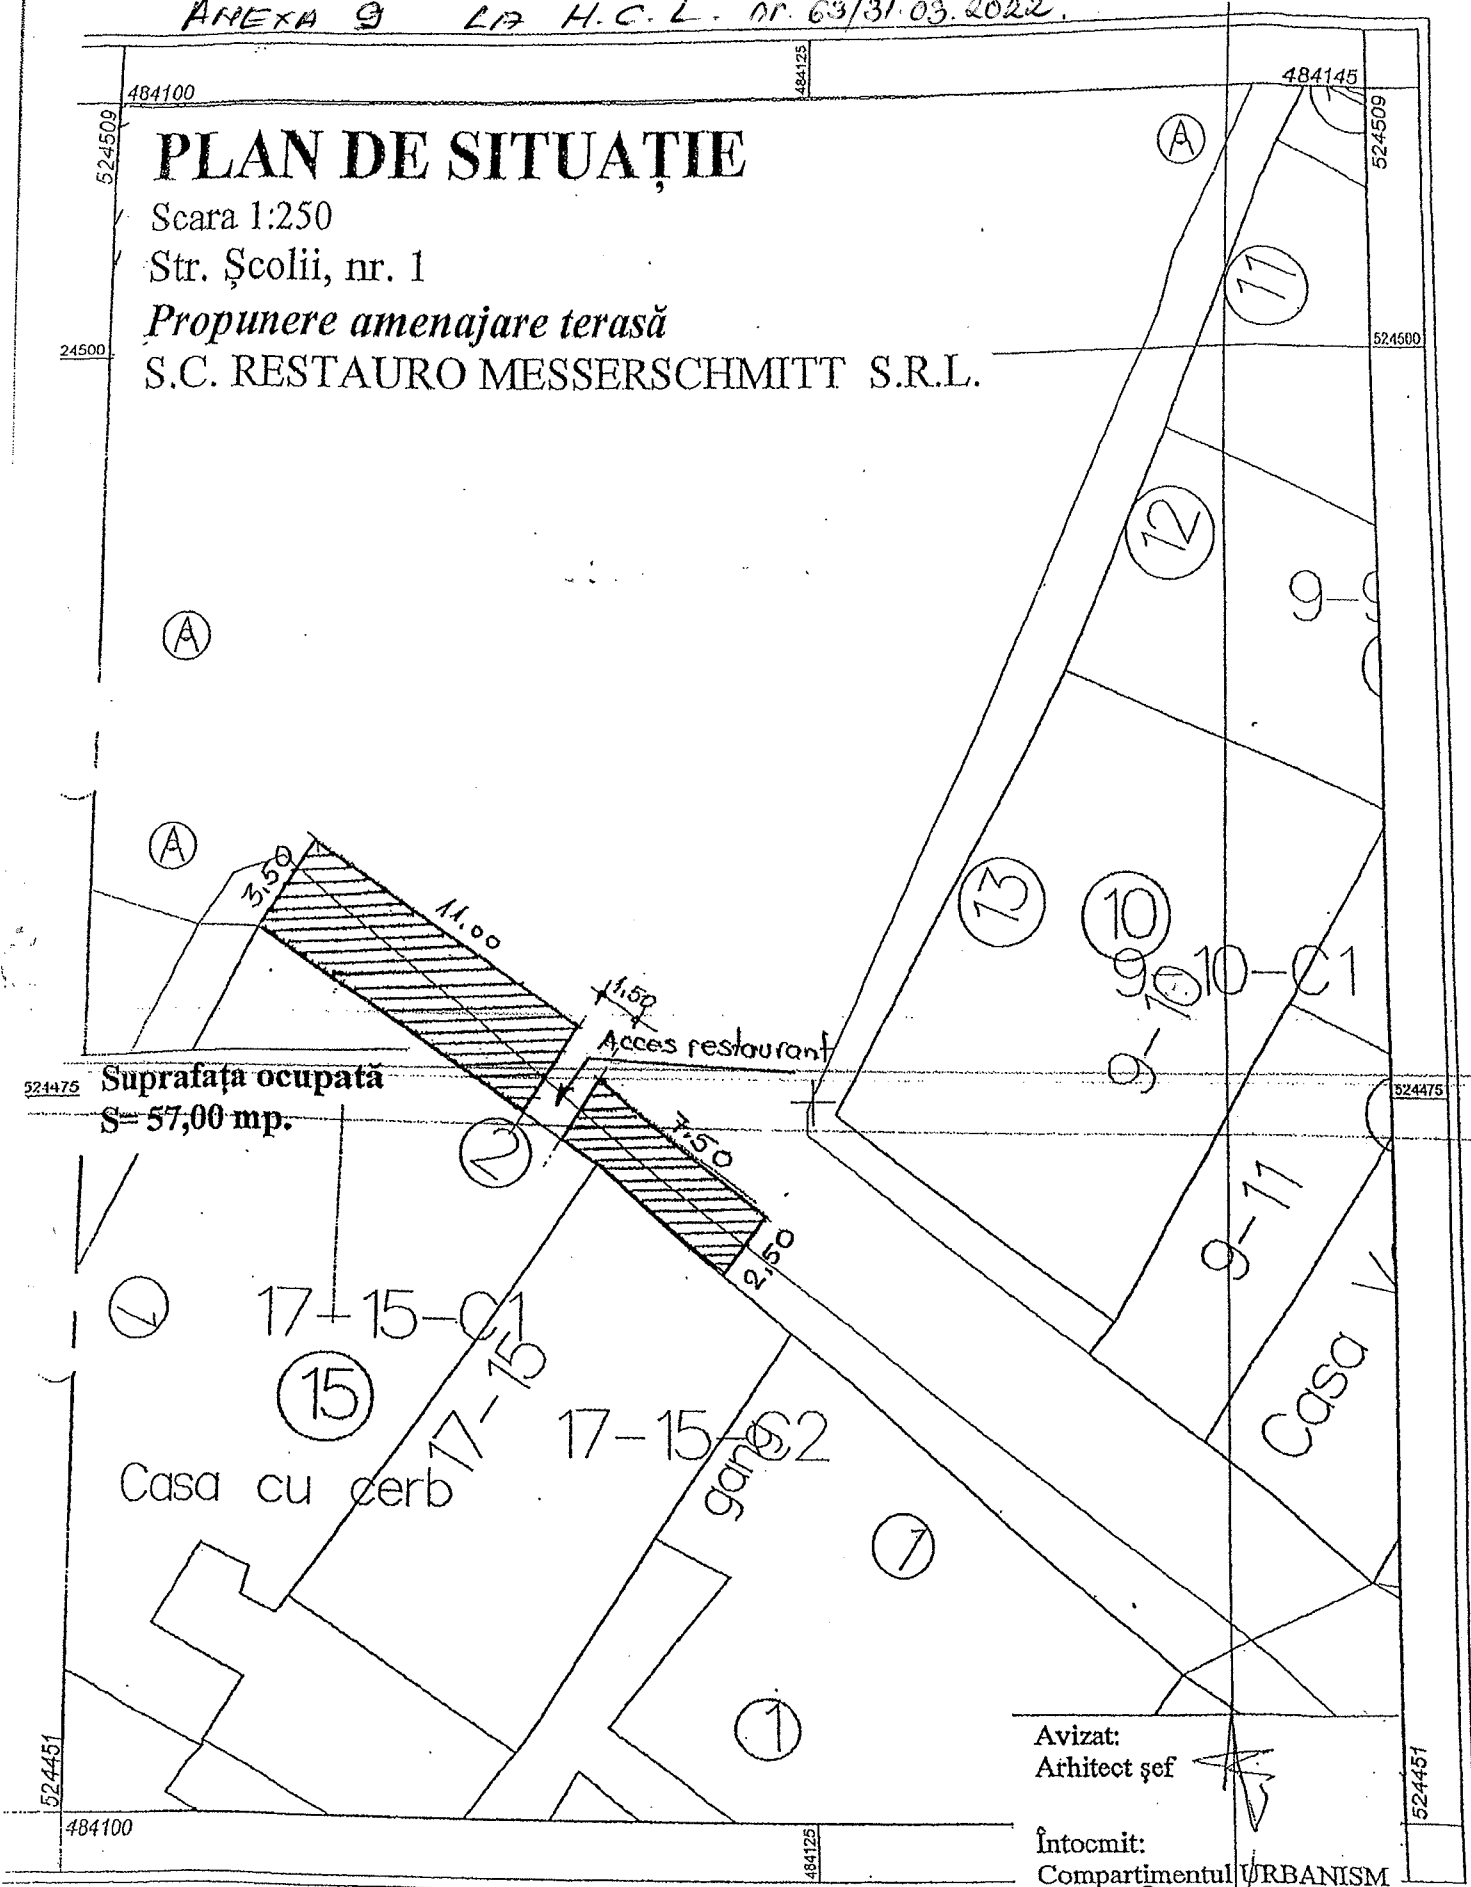 ANEXA 9 LA H.C.L. nr. 63/31.03.2022.
484100
484125
484145
524509
524509
PLAN DE SITUAȚIE
Scara 1:250
Str. Școlii, nr. 1
Propunere amenajare terasă
S.C. RESTAURO MESSERSCHMITT S.R.L.
24500
524500
A
11
12
9-9
A
A
3,50
11,00
13
10
9-10-C1
9-10
1,50
Acces restaurant
Suprafața ocupată
S= 57,00 mp.
524475
524475
2
7.50
2,50
9-11
Casa
17-15-C1
15
17-15
17-15-C2
gang
Casa cu cerb
1
1
524451
524451
484100
484125
Avizat:
Arhitect șef
Întocmit:
Compartimentul URBANISM